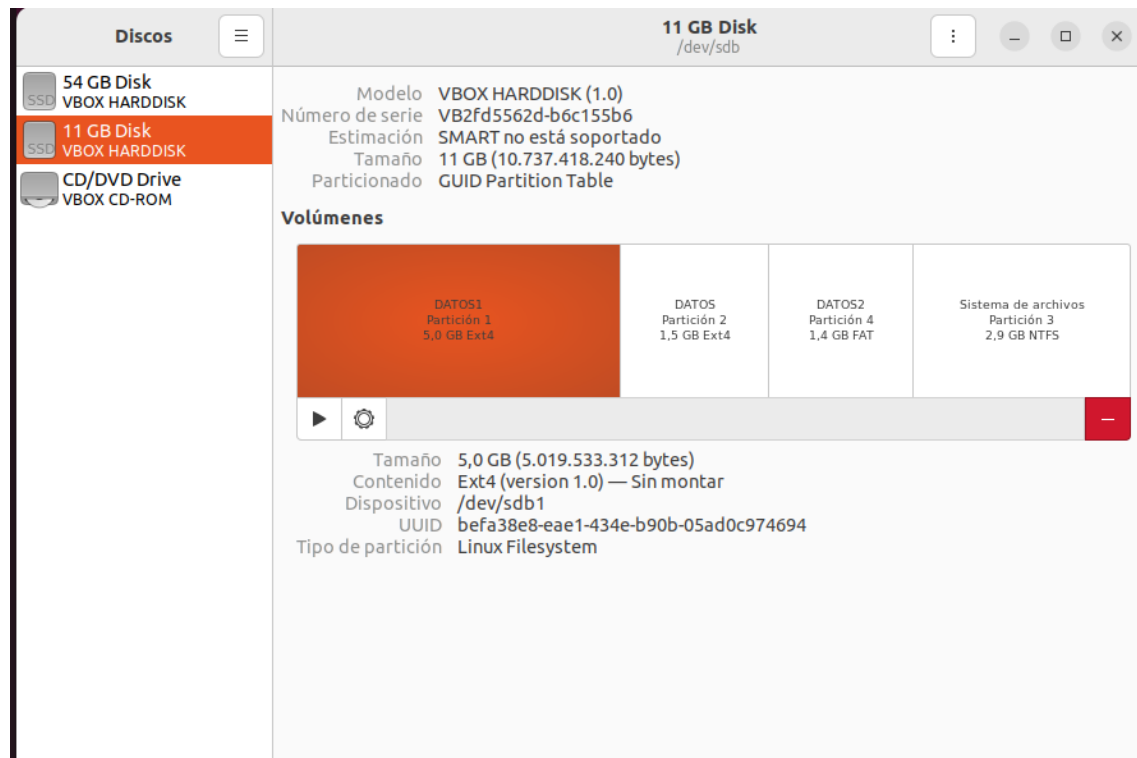 Discos
11 GB Disk
/dev/sdb
54 GB Disk
SSD VBOX HARDDISK
11 GB Disk
SSD VBOX HARDDISK
CD/DVD Drive
VBOX CD-ROM
Modelo VBOX HARDDISK (1.0)
Número de serie VB2fd5562d-b6c155b6
Estimación SMART no está soportado
Tamaño 11 GB (10.737.418.240 bytes)
Particionado GUID Partition Table
Volúmenes
DATOS1
Partición 1
5,0 GB Ext4
DATOS
Partición 2
1,5 GB Ext4
DATOS2
Partición 4
1,4 GB FAT
Sistema de archivos
Partición 3
2,9 GB NTFS
Tamaño 5,0 GB (5.019.533.312 bytes)
Contenido Ext4 (version 1.0) — Sin montar
Dispositivo /dev/sdb1
UUID befa38e8-eae1-434e-b90b-05ad0c974694
Tipo de partición Linux Filesystem